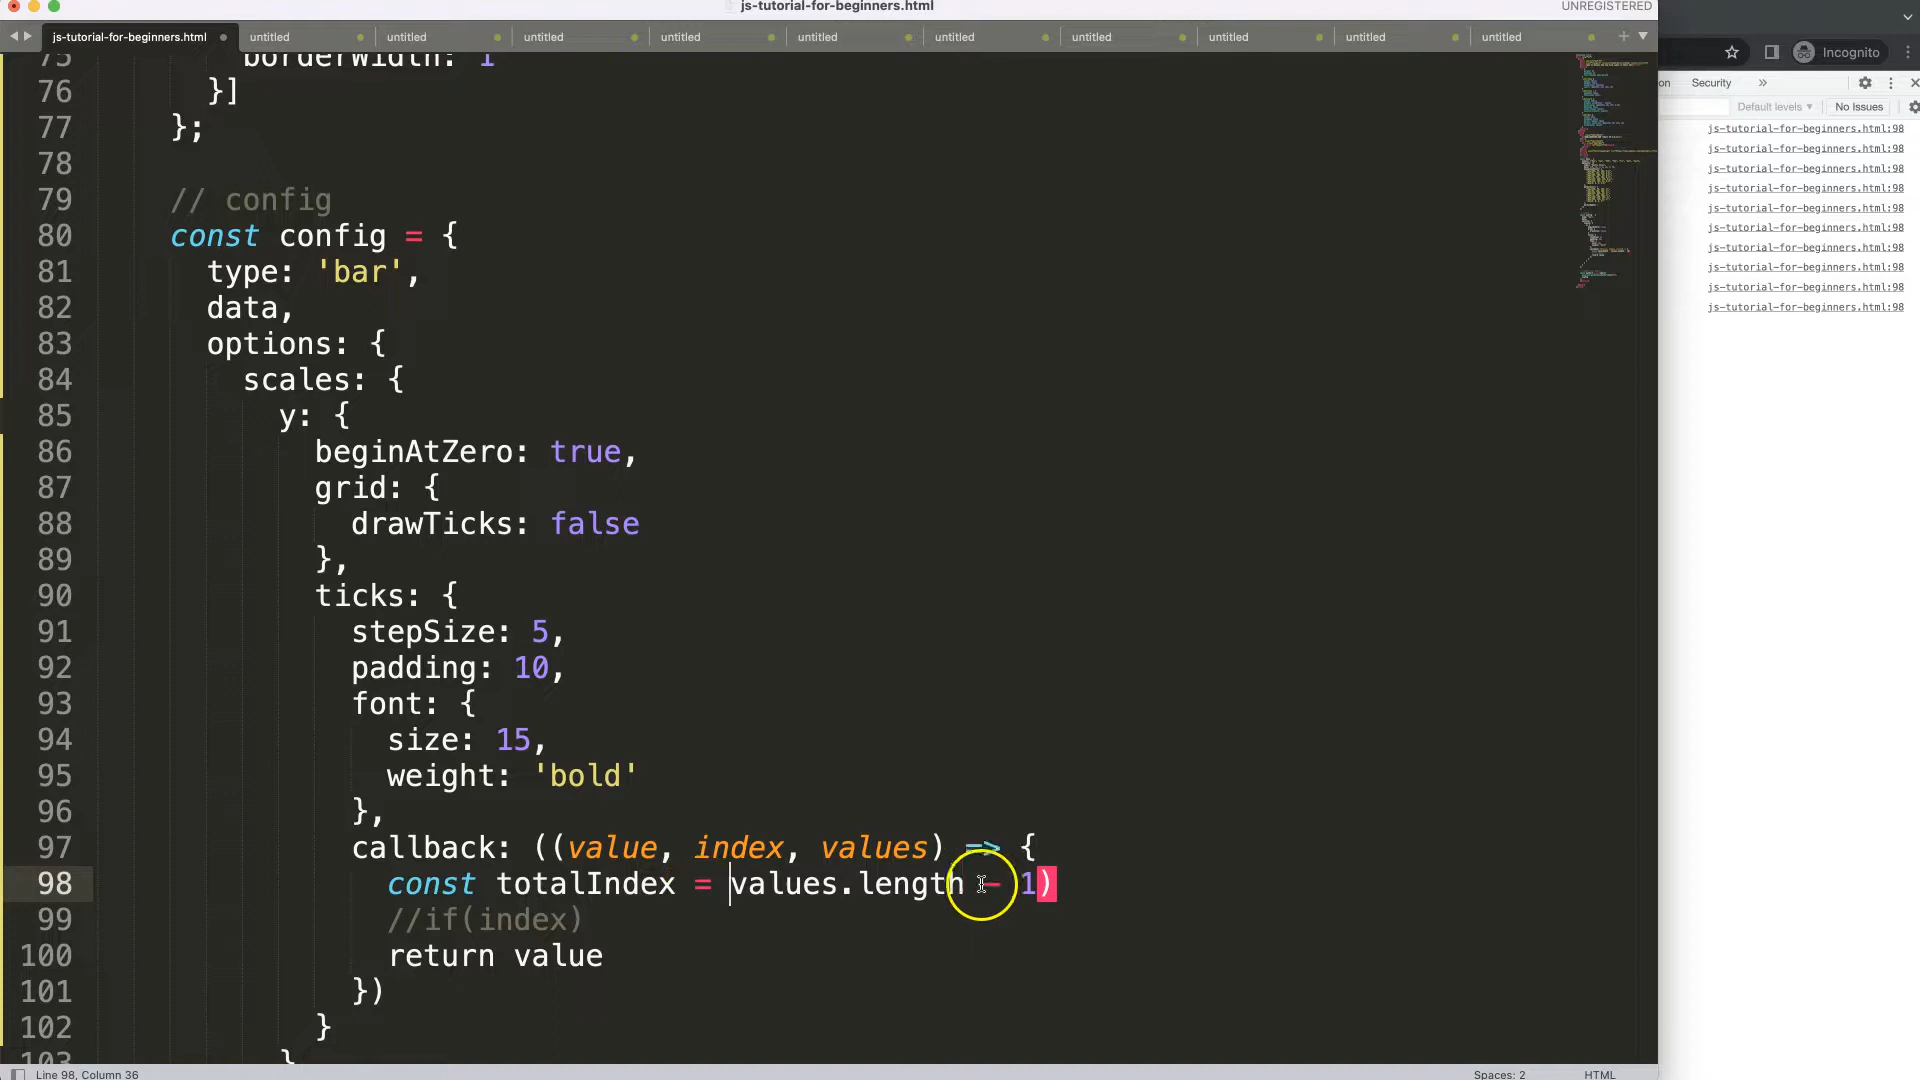 js-tutorial-for-beginners.html
UNREGISTERED
js-tutorial-for-beginners.html untitled untitled untitled untitled untitled untitled untitled untitled untitled untitled
Incognito
on Security »
Default levels ▾ No Issues
75 borderWidth: 1
76 }]
77 };
78
79 // config
80 const config = {
81 type: 'bar',
82 data,
83 options: {
84 scales: {
85 y: {
86 beginAtZero: true,
87 grid: {
88 drawTicks: false
89 },
90 ticks: {
91 stepSize: 5,
92 padding: 10,
93 font: {
94 size: 15,
95 weight: 'bold'
96 },
97 callback: ((value, index, values) => {
98 const totalIndex = values.length - 1)
99 //if(index)
100 return value
101 })
102 }
103 }
js-tutorial-for-beginners.html:98
js-tutorial-for-beginners.html:98
js-tutorial-for-beginners.html:98
js-tutorial-for-beginners.html:98
js-tutorial-for-beginners.html:98
js-tutorial-for-beginners.html:98
js-tutorial-for-beginners.html:98
js-tutorial-for-beginners.html:98
js-tutorial-for-beginners.html:98
js-tutorial-for-beginners.html:98
Line 98, Column 36
Spaces: 2
HTML